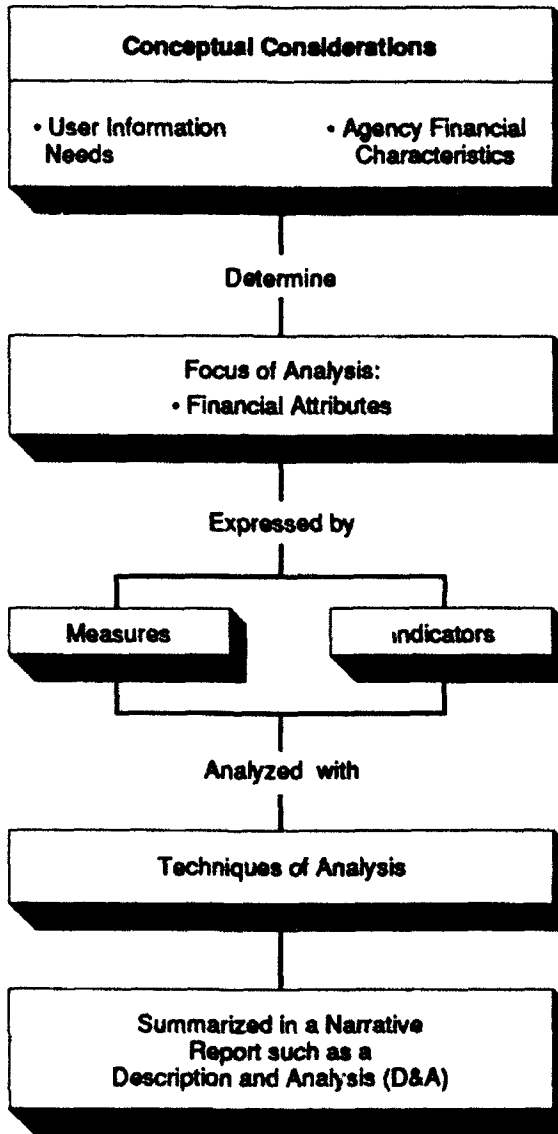 Conceptual Considerations
• User Information Needs
• Agency Financial Characteristics
Determine
Focus of Analysis:
• Financial Attributes
Expressed by
Measures
Indicators
Analyzed with
Techniques of Analysis
Summarized in a Narrative
Report such as a
Description and Analysis (D&A)